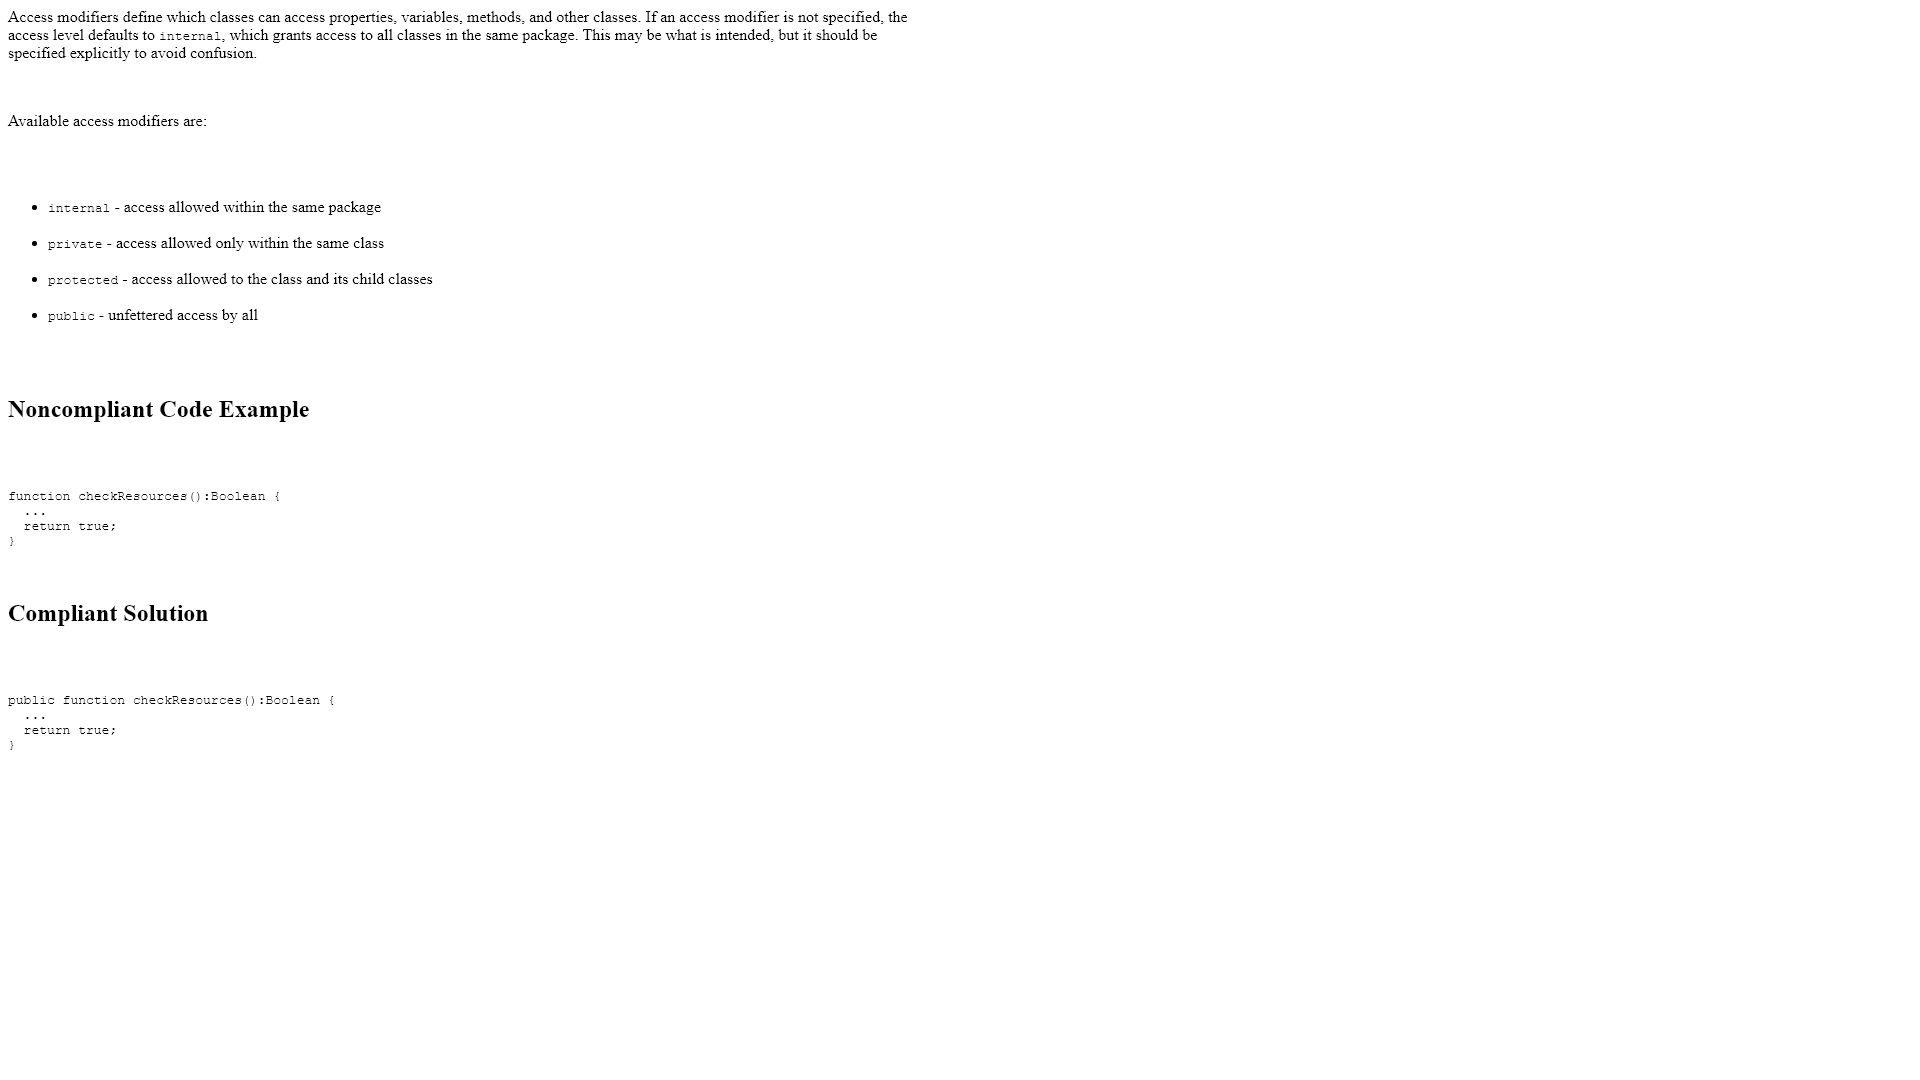 Access modifiers define which classes can access properties, variables, methods, and other classes. If an access modifier is not specified, the
access level defaults to internal, which grants access to all classes in the same package. This may be what is intended, but it should be
specified explicitly to avoid confusion.
Available access modifiers are:
• internal - access allowed within the same package
• private - access allowed only within the same class
• protected - access allowed to the class and its child classes
• public - unfettered access by all
Noncompliant Code Example
function checkResources():Boolean {
  ...
  return true;
}
Compliant Solution
public function checkResources():Boolean {
  ...
  return true;
}